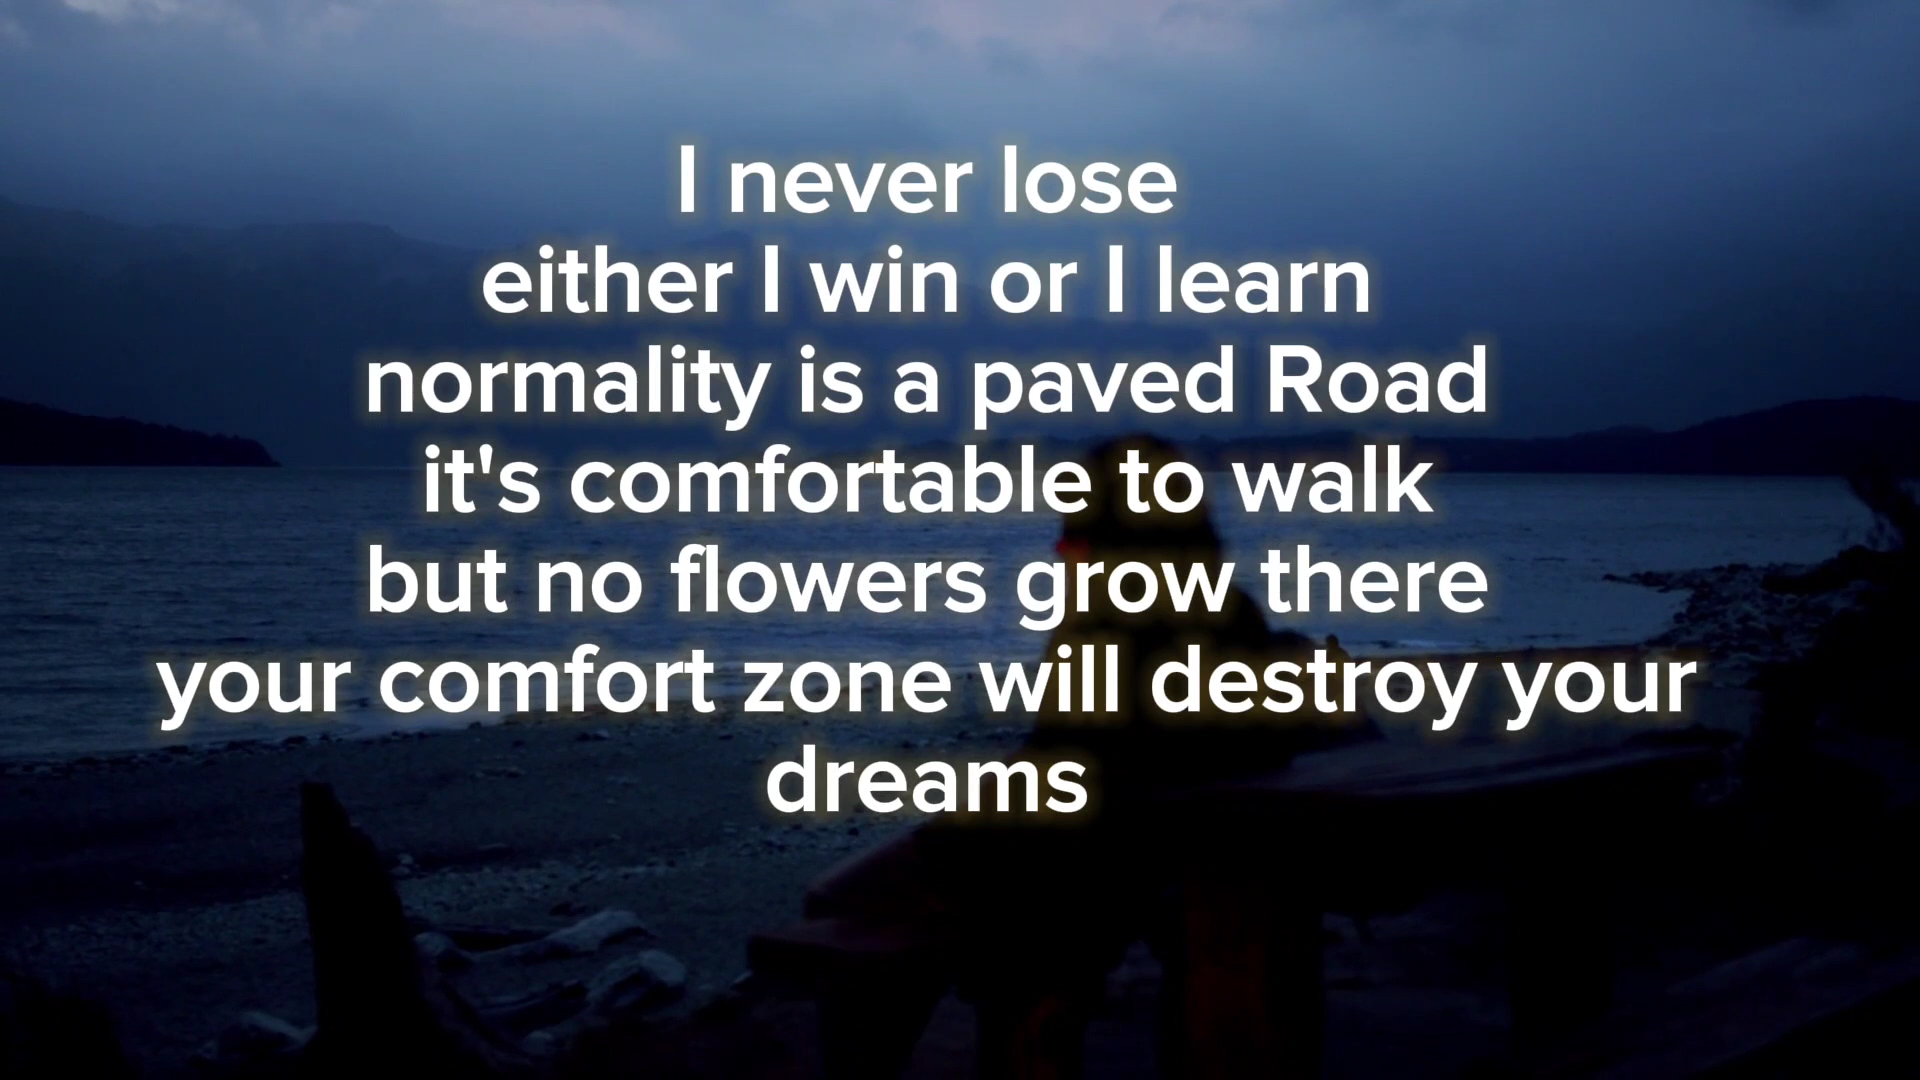 I never lose
either I win or I learn
normality is a paved Road
it's comfortable to walk
but no flowers grow there
your comfort zone will destroy your
dreams